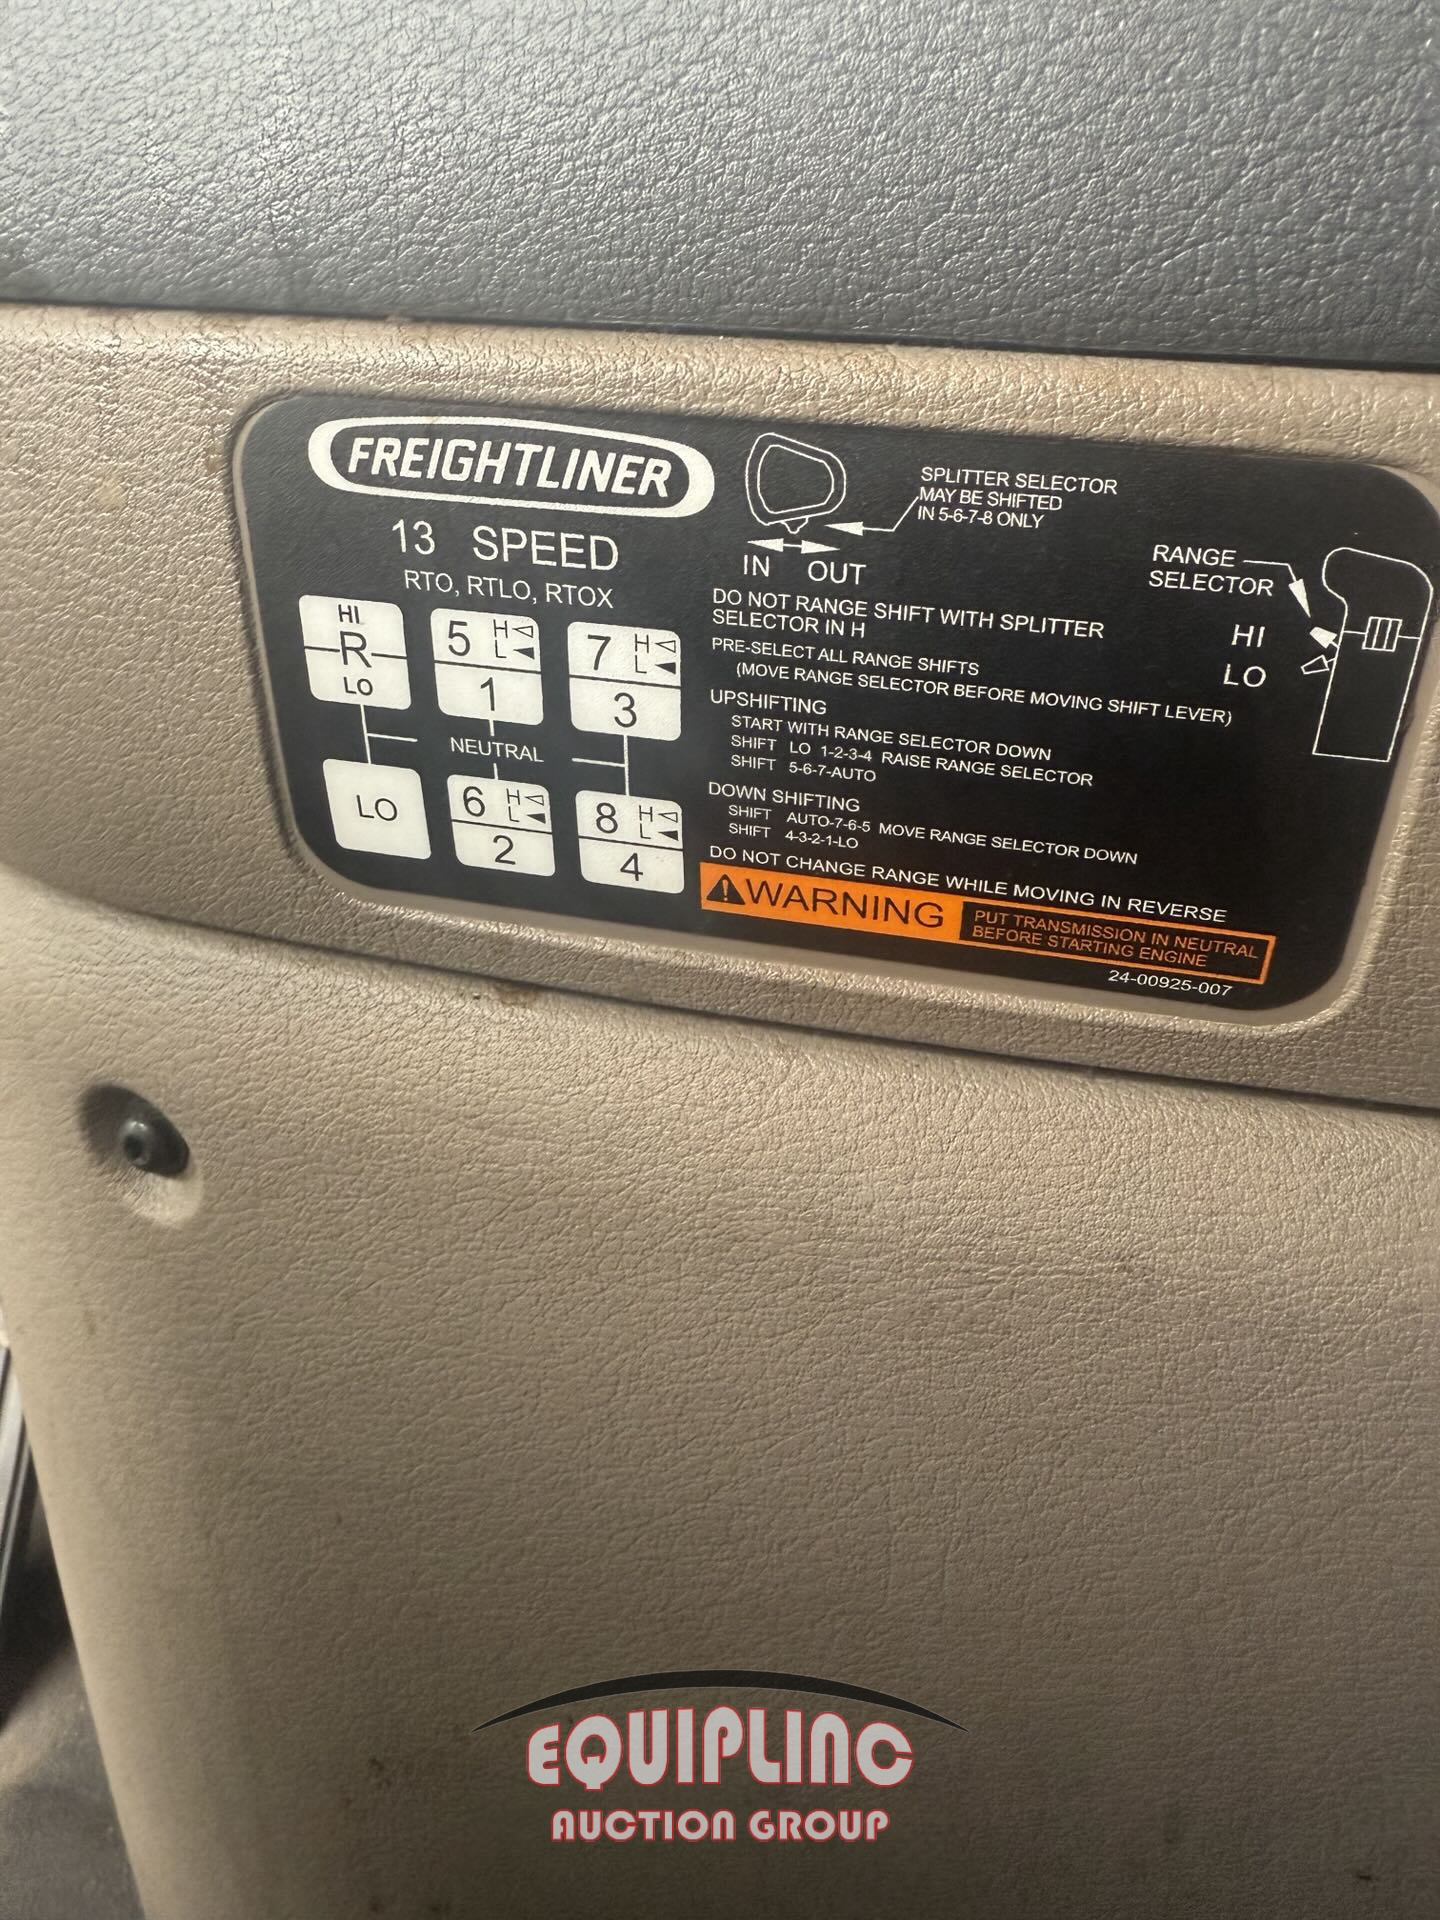 FREIGHTLINER
13 SPEED
RTO, RTLO, RTOX
HI
R
LO
5 H
L
1
7 H
L
3
NEUTRAL
LO
6 H
L
2
8 H
L
4
SPLITTER SELECTOR
MAY BE SHIFTED
IN 5-6-7-8 ONLY
IN OUT
RANGE
SELECTOR
HI
LO
DO NOT RANGE SHIFT WITH SPLITTER
SELECTOR IN H
PRE-SELECT ALL RANGE SHIFTS
(MOVE RANGE SELECTOR BEFORE MOVING SHIFT LEVER)
UPSHIFTING
START WITH RANGE SELECTOR DOWN
SHIFT LO 1-2-3-4 RAISE RANGE SELECTOR
SHIFT 5-6-7-AUTO
DOWN SHIFTING
SHIFT AUTO-7-6-5 MOVE RANGE SELECTOR DOWN
SHIFT 4-3-2-1-LO
DO NOT CHANGE RANGE WHILE MOVING IN REVERSE
WARNING
PUT TRANSMISSION IN NEUTRAL
BEFORE STARTING ENGINE
24-00925-007
EQUIPLINC
AUCTION GROUP